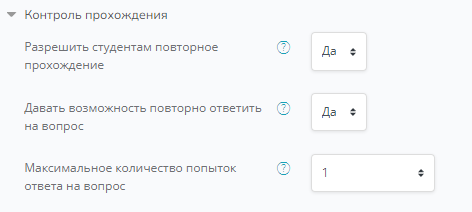 Контроль прохождения
Разрешить студентам повторное
прохождение
?
Да
Давать возможность повторно ответить
на вопрос
?
Да
Максимальное количество попыток
ответа на вопрос
?
1